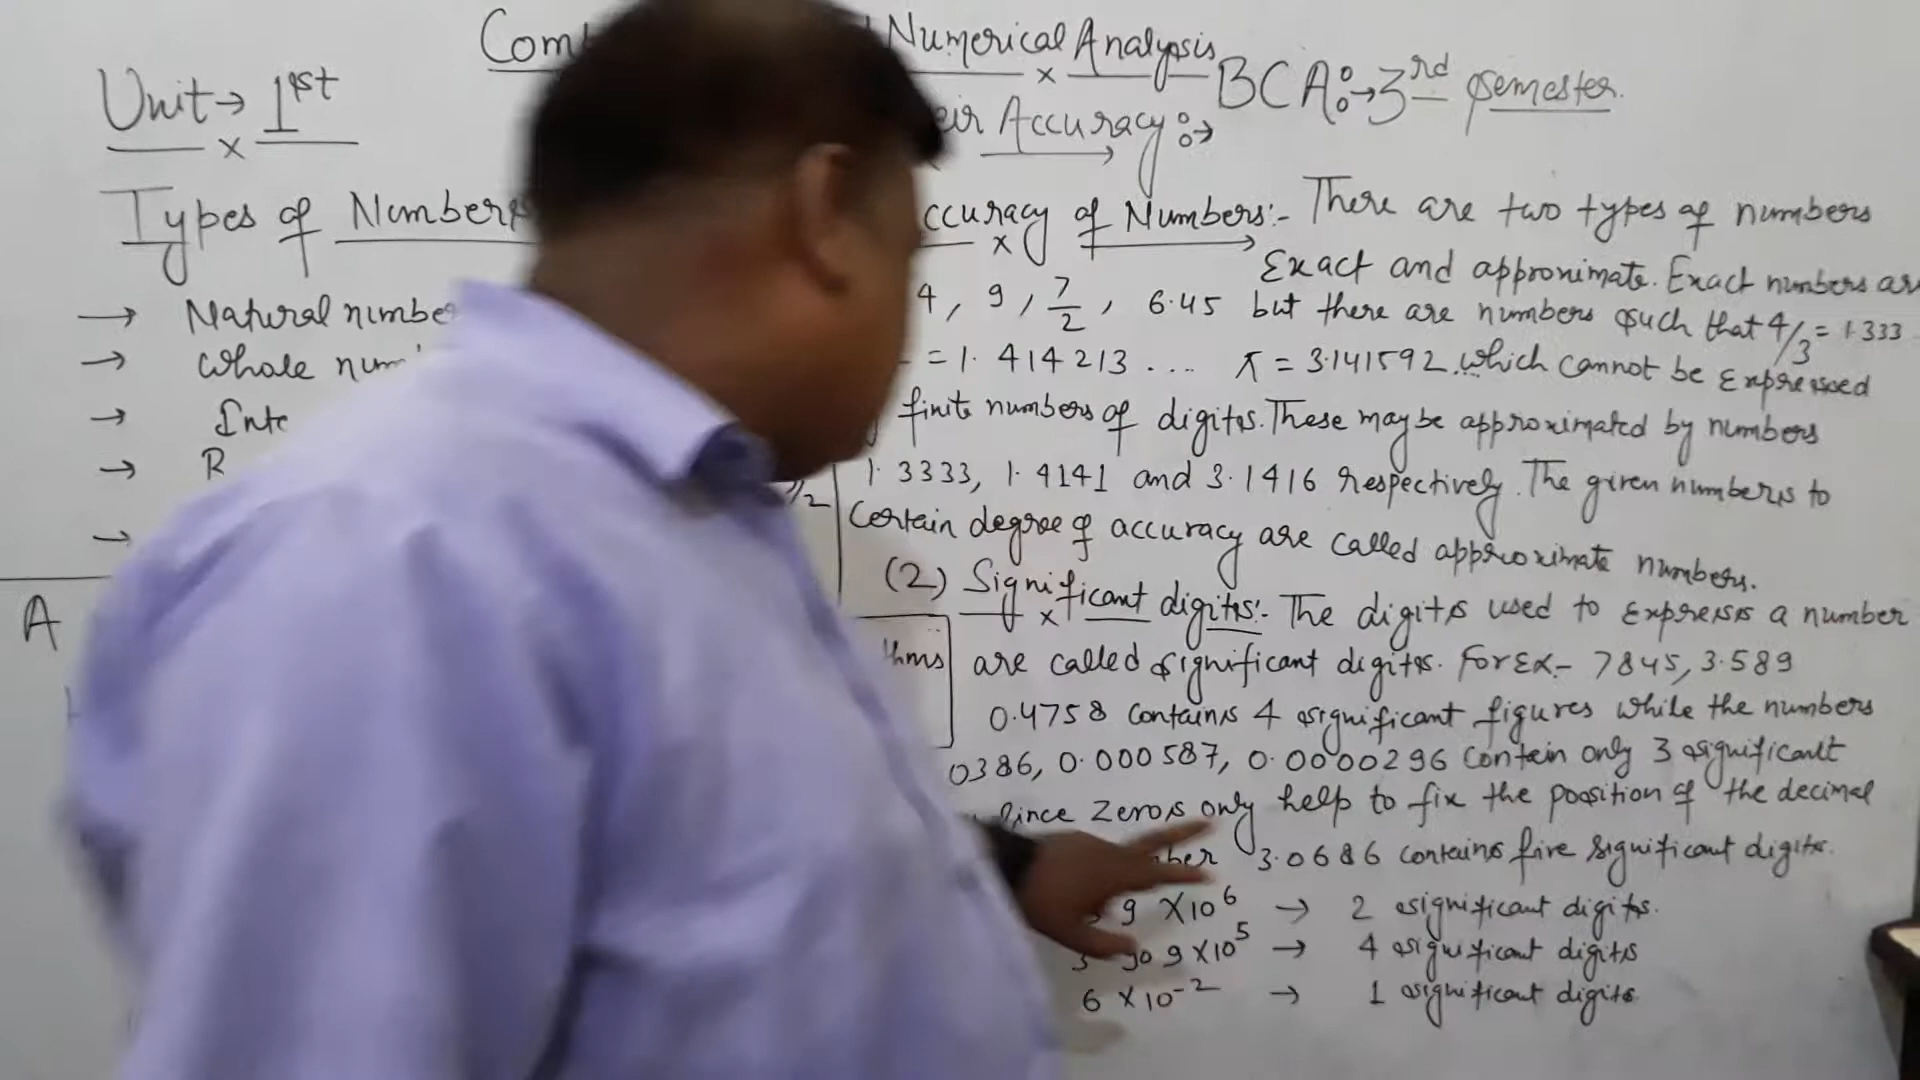 Numerical Analysis
Unit → 1st
BCA:→ 3rd Semester.
Accuracy :→
Types of Numbers
Accuracy of Numbers:- There are two types of numbers
Exact and approximate. Exact numbers are
4, 9, 7/2, 6.45 but there are numbers such that 4/3 = 1.333
= 1.414213 .... π = 3.141592... which cannot be Expressed
finite numbers of digits. These may be approximated by numbers
1.3333, 1.4141 and 3.1416 respectively. The given numbers to
Certain degree of accuracy are called approximate numbers.
→ Natural number
→ Whole num
→ Inte
→ R
→
A
(2) Significant digits:- The digits used to Express a number
are called significant digits. For Ex.- 7845, 3.589
0.4758 contains 4 significant figures while the numbers
0386, 0.000587, 0.0000296 contain only 3 significant
Since Zeros only help to fix the position of the decimal
3.0686 contains five significant digits.
9 × 10^6 → 2 significant digits.
9 × 10^5 → 4 significant digits
6 × 10^-2 → 1 significant digits